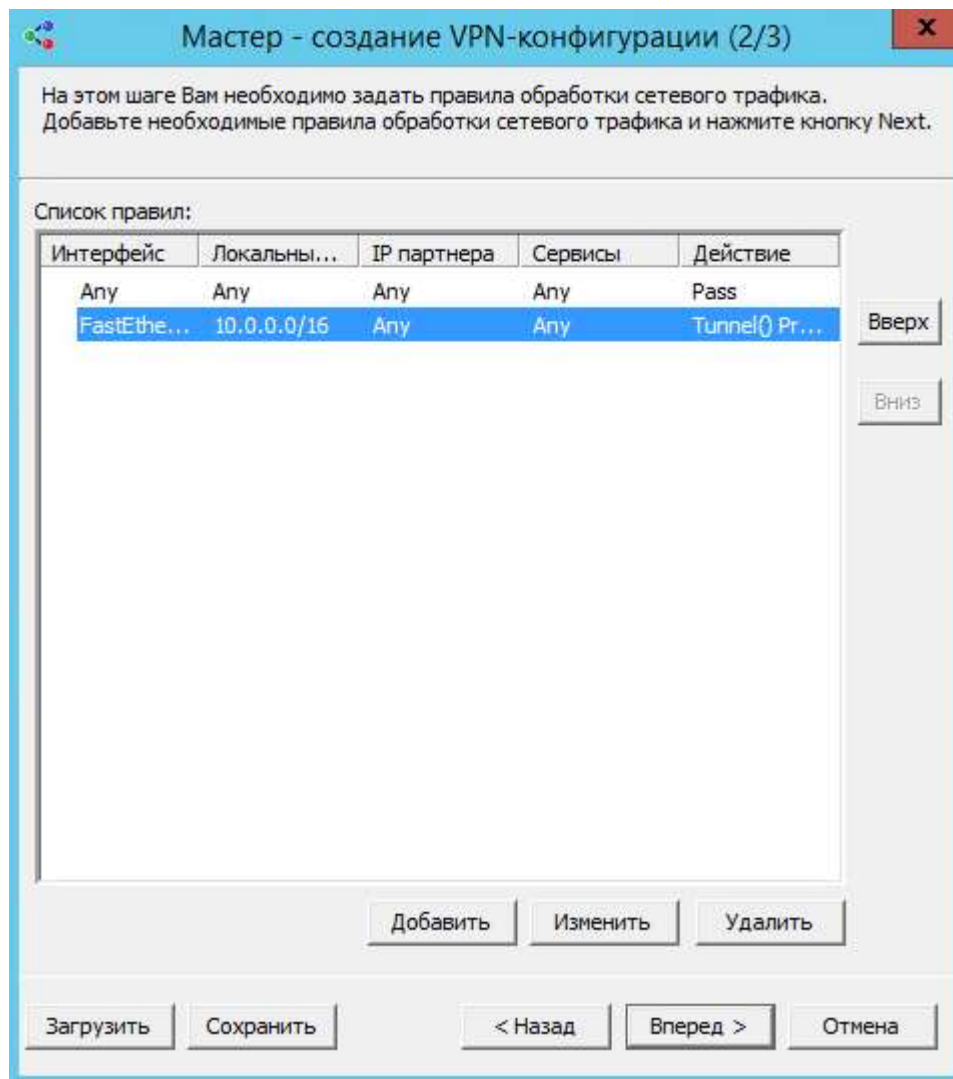 Мастер - создание VPN-конфигурации (2/3)
x
На этом шаге Вам необходимо задать правила обработки сетевого трафика.
Добавьте необходимые правила обработки сетевого трафика и нажмите кнопку Next.
Список правил:
Интерфейс Локальны... IP партнера Сервисы Действие
Any Any Any Any Pass
FastEthe... 10.0.0.0/16 Any Any Tunnel() Pr...
Вверх
Вниз
Добавить Изменить Удалить
Загрузить Сохранить < Назад Вперед > Отмена